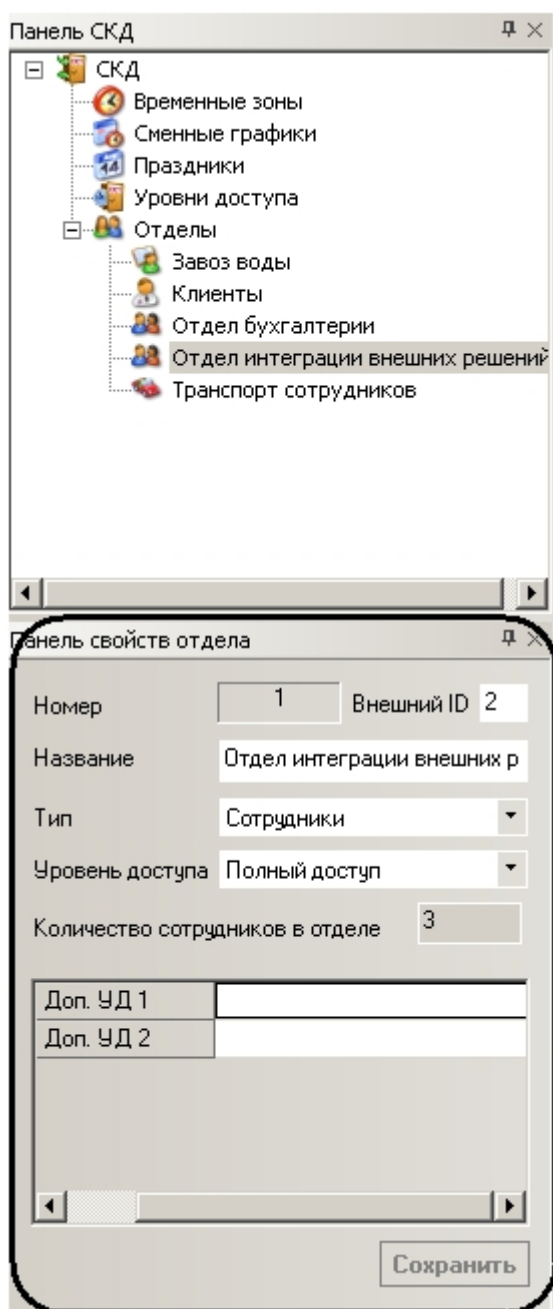 Панель СКД
СКД
Временные зоны
Сменные графики
Праздники
Уровни доступа
Отделы
Завоз воды
Клиенты
Отдел бухгалтерии
Отдел интеграции внешних решений
Транспорт сотрудников
Панель свойств отдела
Номер 1 Внешний ID 2
Название Отдел интеграции внешних р
Тип Сотрудники
Уровень доступа Полный доступ
Количество сотрудников в отделе 3
Доп. УД 1
Доп. УД 2
Сохранить